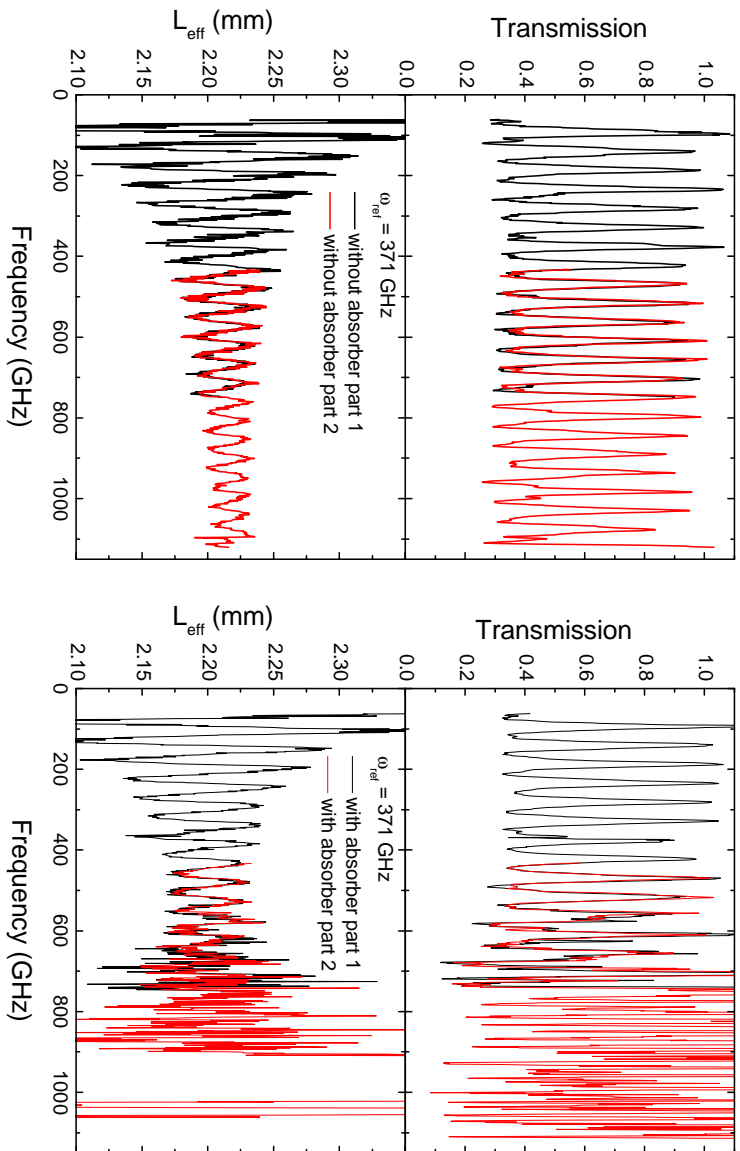 Transmission
0.2
0.4
0.6
0.8
1.0
L_eff (mm)
2.10
2.15
2.20
2.25
2.30
0.0
ω_ref = 371 GHz
without absorber part 1
without absorber part 2
0 200 400 600 800 1000
Frequency (GHz)
Transmission
0.2
0.4
0.6
0.8
1.0
L_eff (mm)
2.10
2.15
2.20
2.25
2.30
0.0
ω_ref = 371 GHz
with absorber part 1
with absorber part 2
0 200 400 600 800 1000
Frequency (GHz)